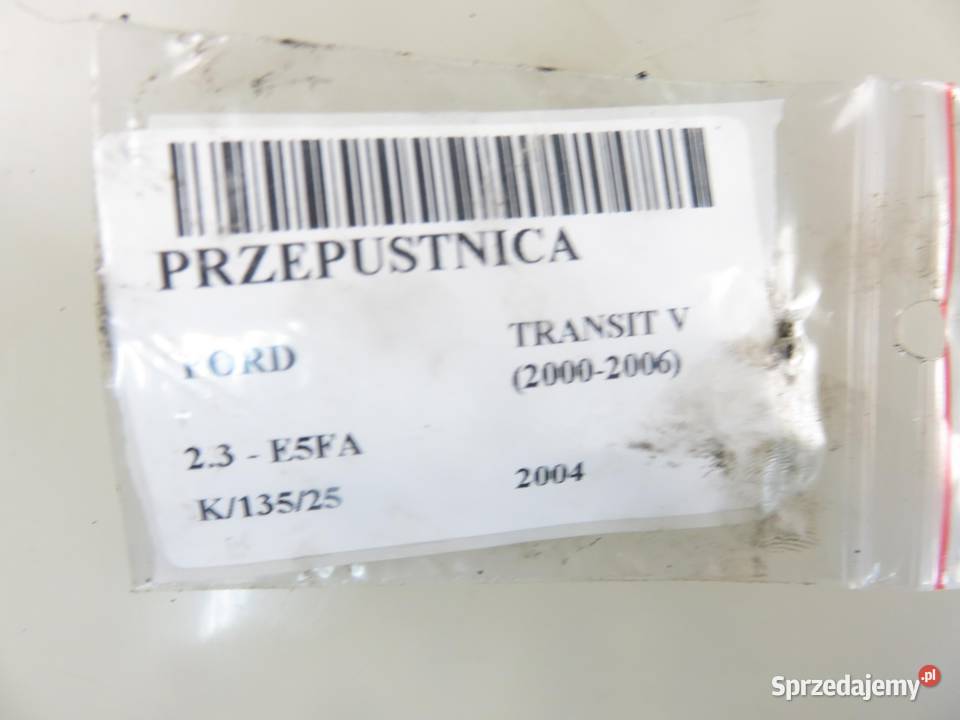 PRZEPUSTNICA
FORD
TRANSIT V
(2000-2006)
2.3 - E5FA
2004
K/135/25
Sprzedajemy.pl